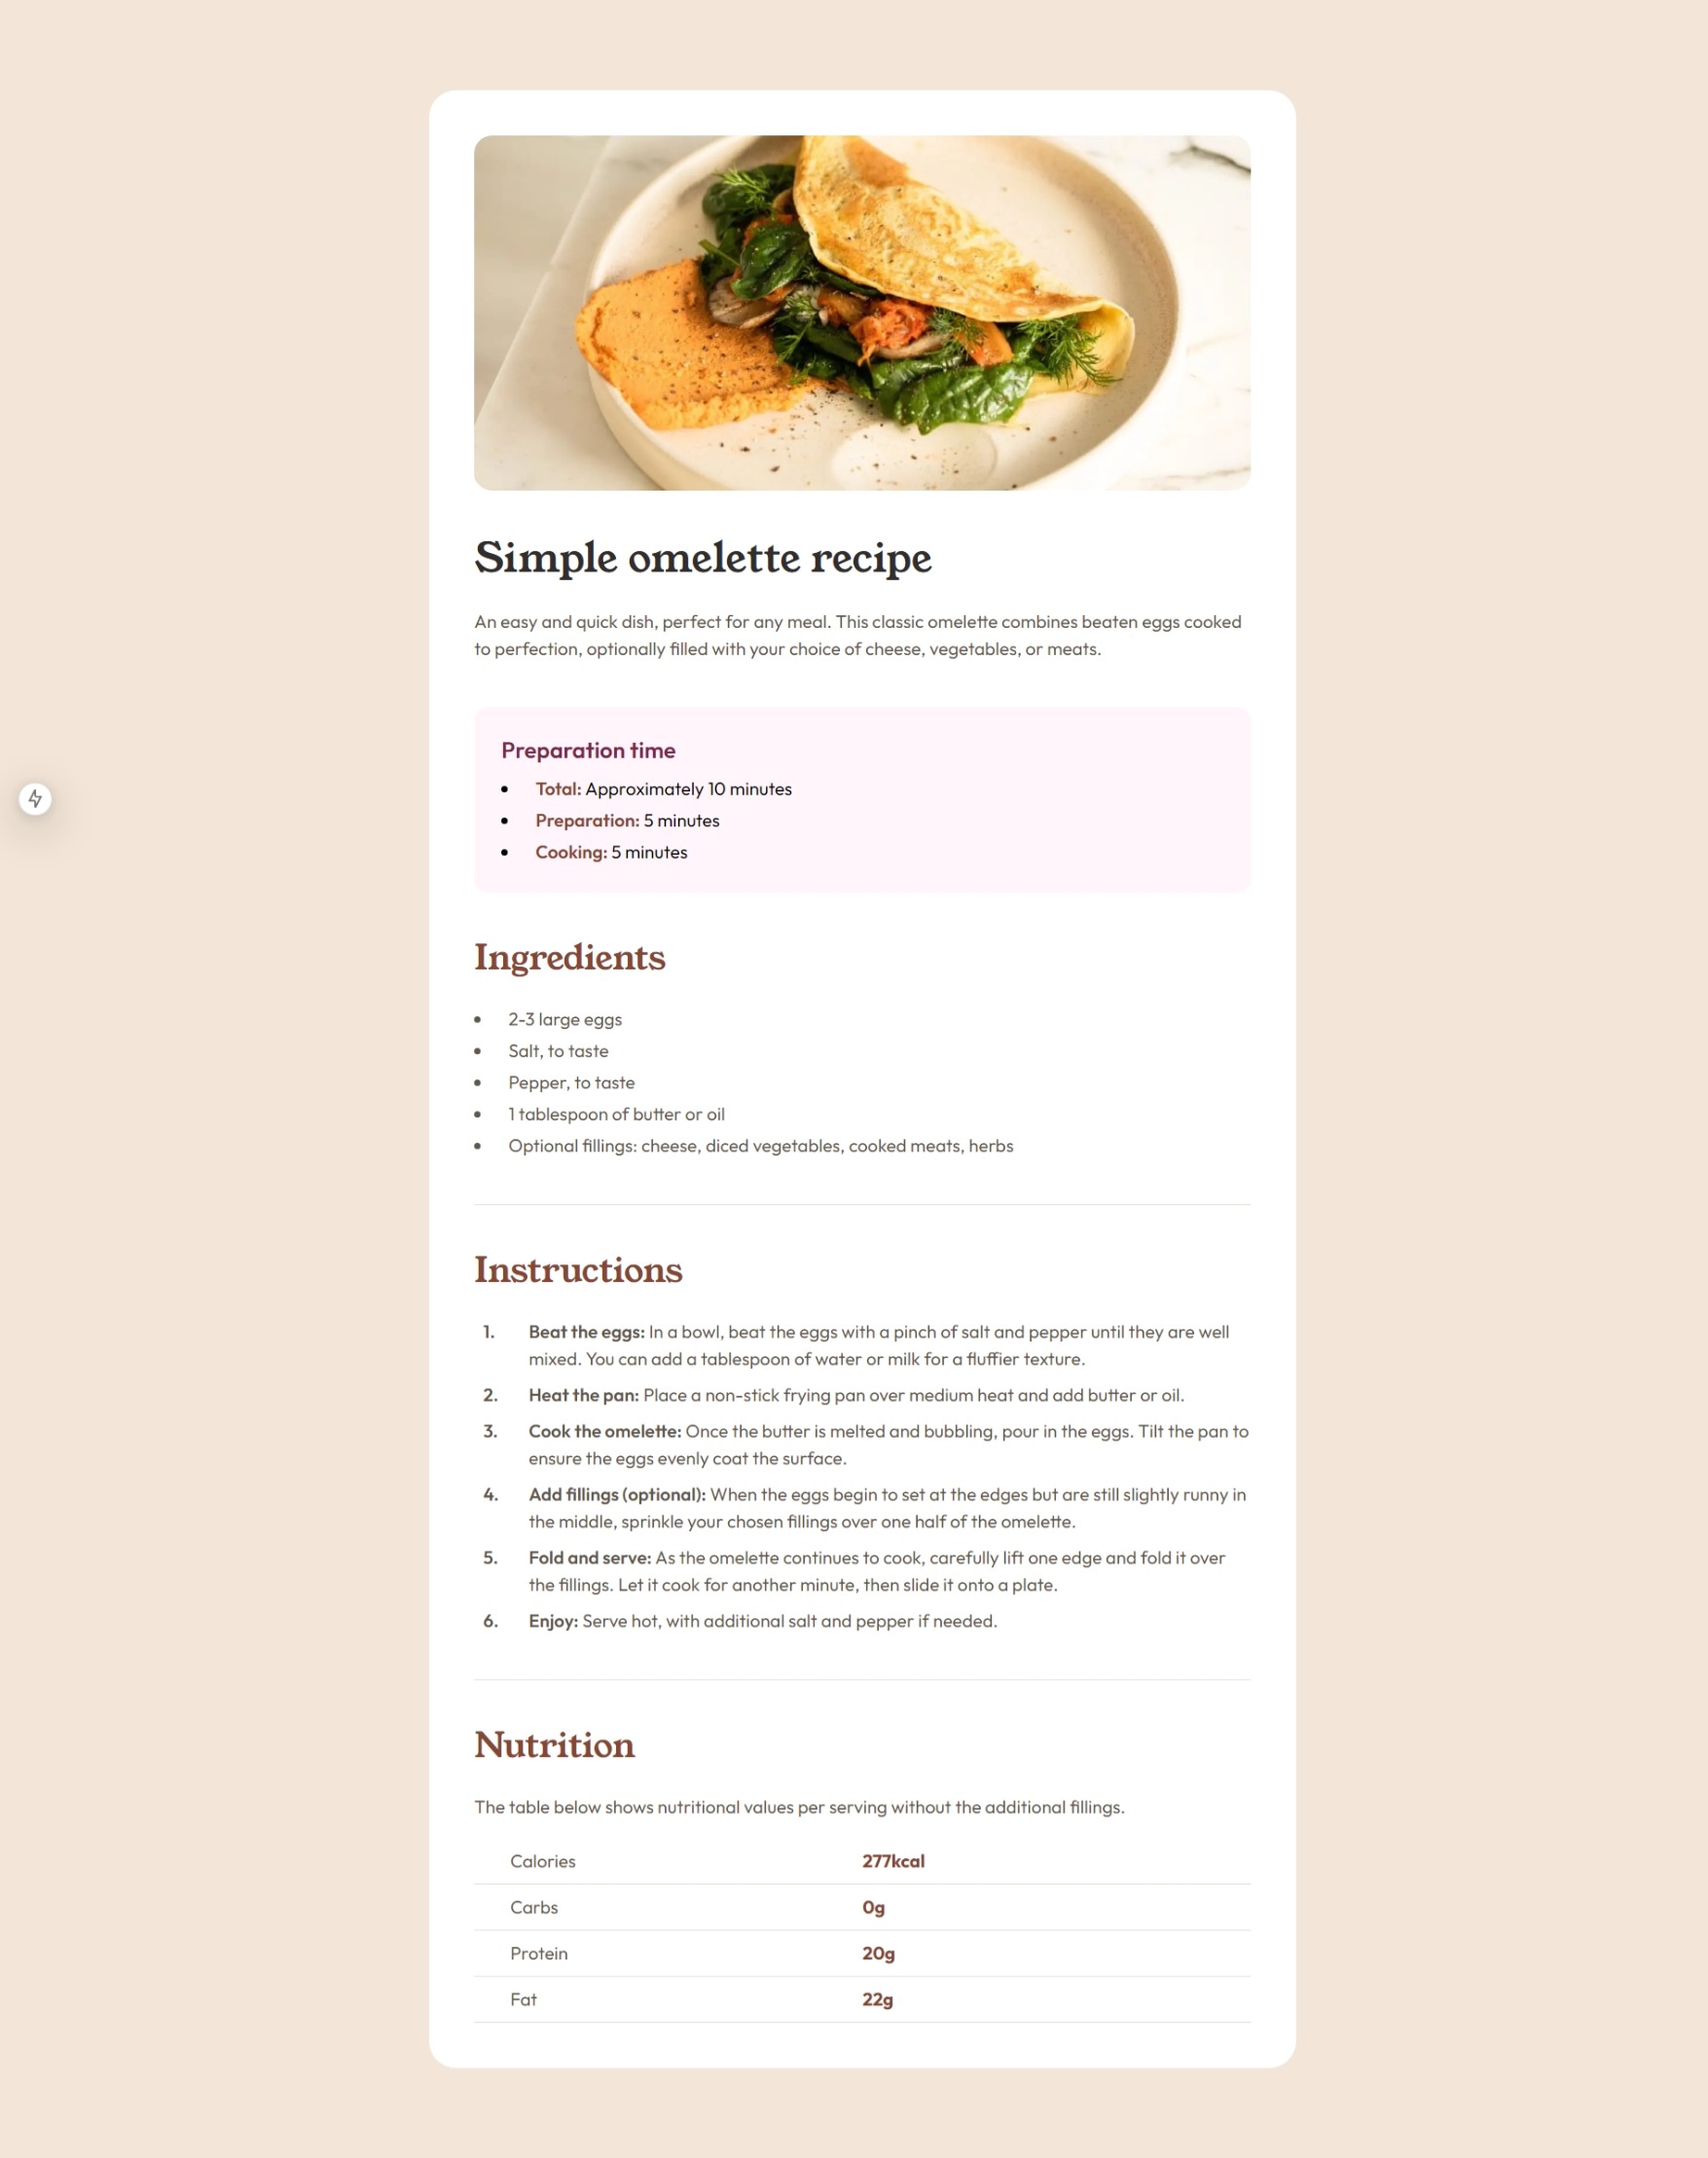 Simple omelette recipe
An easy and quick dish, perfect for any meal. This classic omelette combines beaten eggs cooked
to perfection, optionally filled with your choice of cheese, vegetables, or meats.
Preparation time
• Total: Approximately 10 minutes
• Preparation: 5 minutes
• Cooking: 5 minutes
Ingredients
• 2-3 large eggs
• Salt, to taste
• Pepper, to taste
• 1 tablespoon of butter or oil
• Optional fillings: cheese, diced vegetables, cooked meats, herbs
Instructions
1. Beat the eggs: In a bowl, beat the eggs with a pinch of salt and pepper until they are well
mixed. You can add a tablespoon of water or milk for a fluffier texture.
2. Heat the pan: Place a non-stick frying pan over medium heat and add butter or oil.
3. Cook the omelette: Once the butter is melted and bubbling, pour in the eggs. Tilt the pan to
ensure the eggs evenly coat the surface.
4. Add fillings (optional): When the eggs begin to set at the edges but are still slightly runny in
the middle, sprinkle your chosen fillings over one half of the omelette.
5. Fold and serve: As the omelette continues to cook, carefully lift one edge and fold it over
the fillings. Let it cook for another minute, then slide it onto a plate.
6. Enjoy: Serve hot, with additional salt and pepper if needed.
Nutrition
The table below shows nutritional values per serving without the additional fillings.
Calories 277kcal
Carbs 0g
Protein 20g
Fat 22g